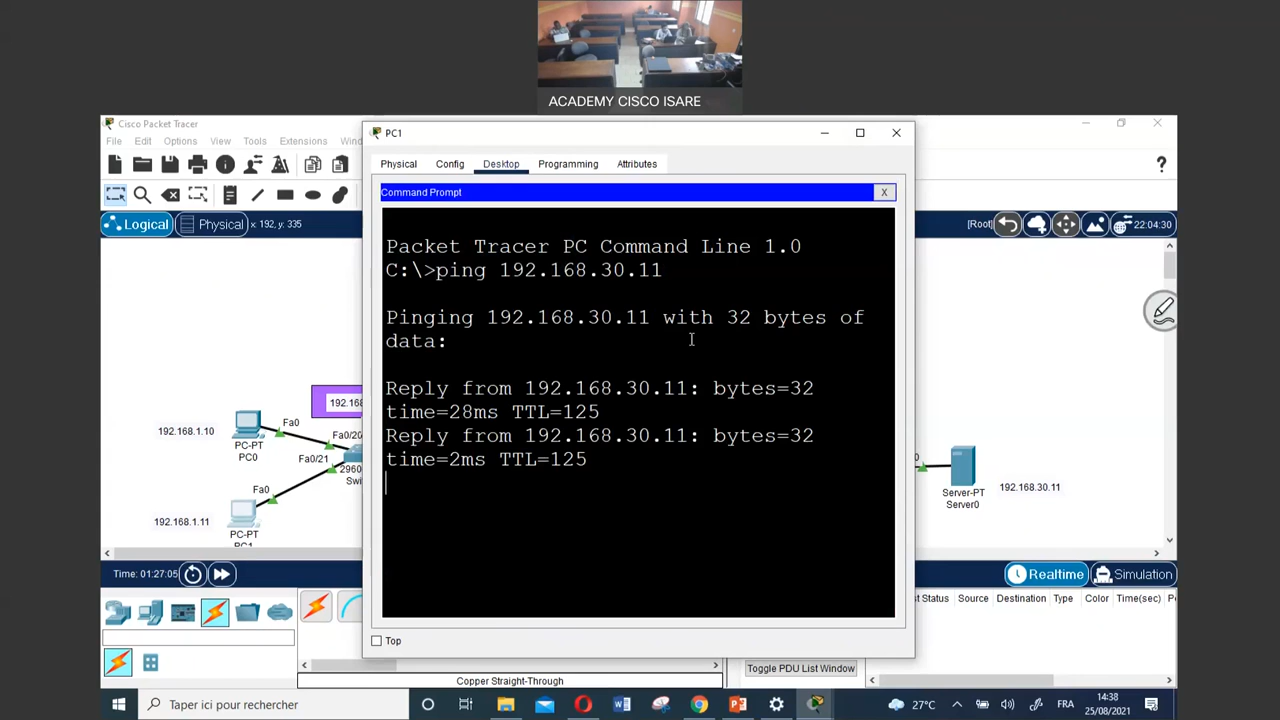 ACADEMY CISCO ISARE
Cisco Packet Tracer
File Edit Options View Tools Extensions
PC1
Physical Config Desktop Programming Attributes
Command Prompt
X
Logical
Physical
x: 192, y: 335
[Root]
22:04:30
Packet Tracer PC Command Line 1.0
C:\>ping 192.168.30.11
Pinging 192.168.30.11 with 32 bytes of
data:
Reply from 192.168.30.11: bytes=32
time=28ms TTL=125
Reply from 192.168.30.11: bytes=32
time=2ms TTL=125
192.168.1.10
PC-PT
PC0
Fa0
Fa0/20
Fa0/21
2960
Fa0
192.168.1.11
PC-PT
PC1
Server-PT
Server0
192.168.30.11
Top
Time: 01:27:05
Realtime
Simulation
Status Source Destination Type Color Time(sec)
Toggle PDU List Window
Copper Straight-Through
Taper ici pour rechercher
27°C
FRA
14:38
25/08/2021